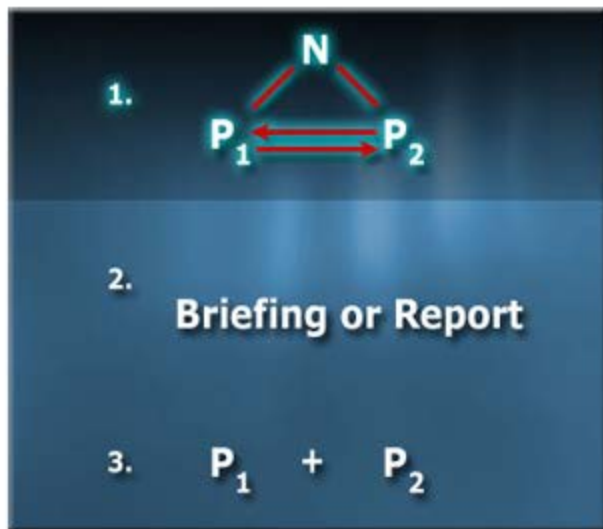 N
1.
P₁ P₂
2.
Briefing or Report
3. P₁ + P₂